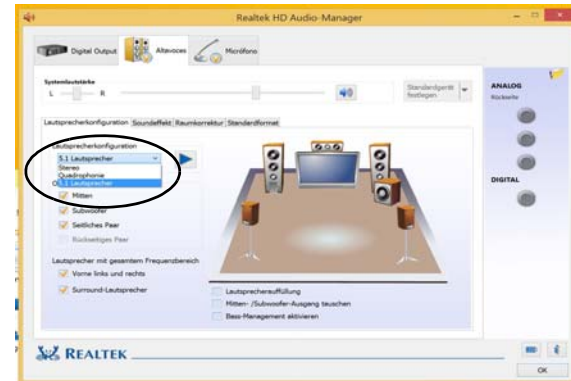 Realtek HD Audio-Manager
Digital Output
Altavoces
Micrófono
Systemlautstärke
L
R
Standardgerät festlegen
Lautsprecherkonfiguration
Soundeffekt
Raumkorrektur
Standardformat
Lautsprecherkonfiguration
5.1 Lautsprecher
Stereo
Quadrophonie
5.1 Lautsprecher
O
Mitten
Subwoofer
Seitliches Paar
Rückseitiges Paar
Lautsprecher mit gesamtem Frequenzbereich
Vorne links und rechts
Surround-Lautsprecher
Lautsprecherauffüllung
Mitten- /Subwoofer-Ausgang tauschen
Bass-Management aktivieren
ANALOG
Rückseite
DIGITAL
REALTEK
OK